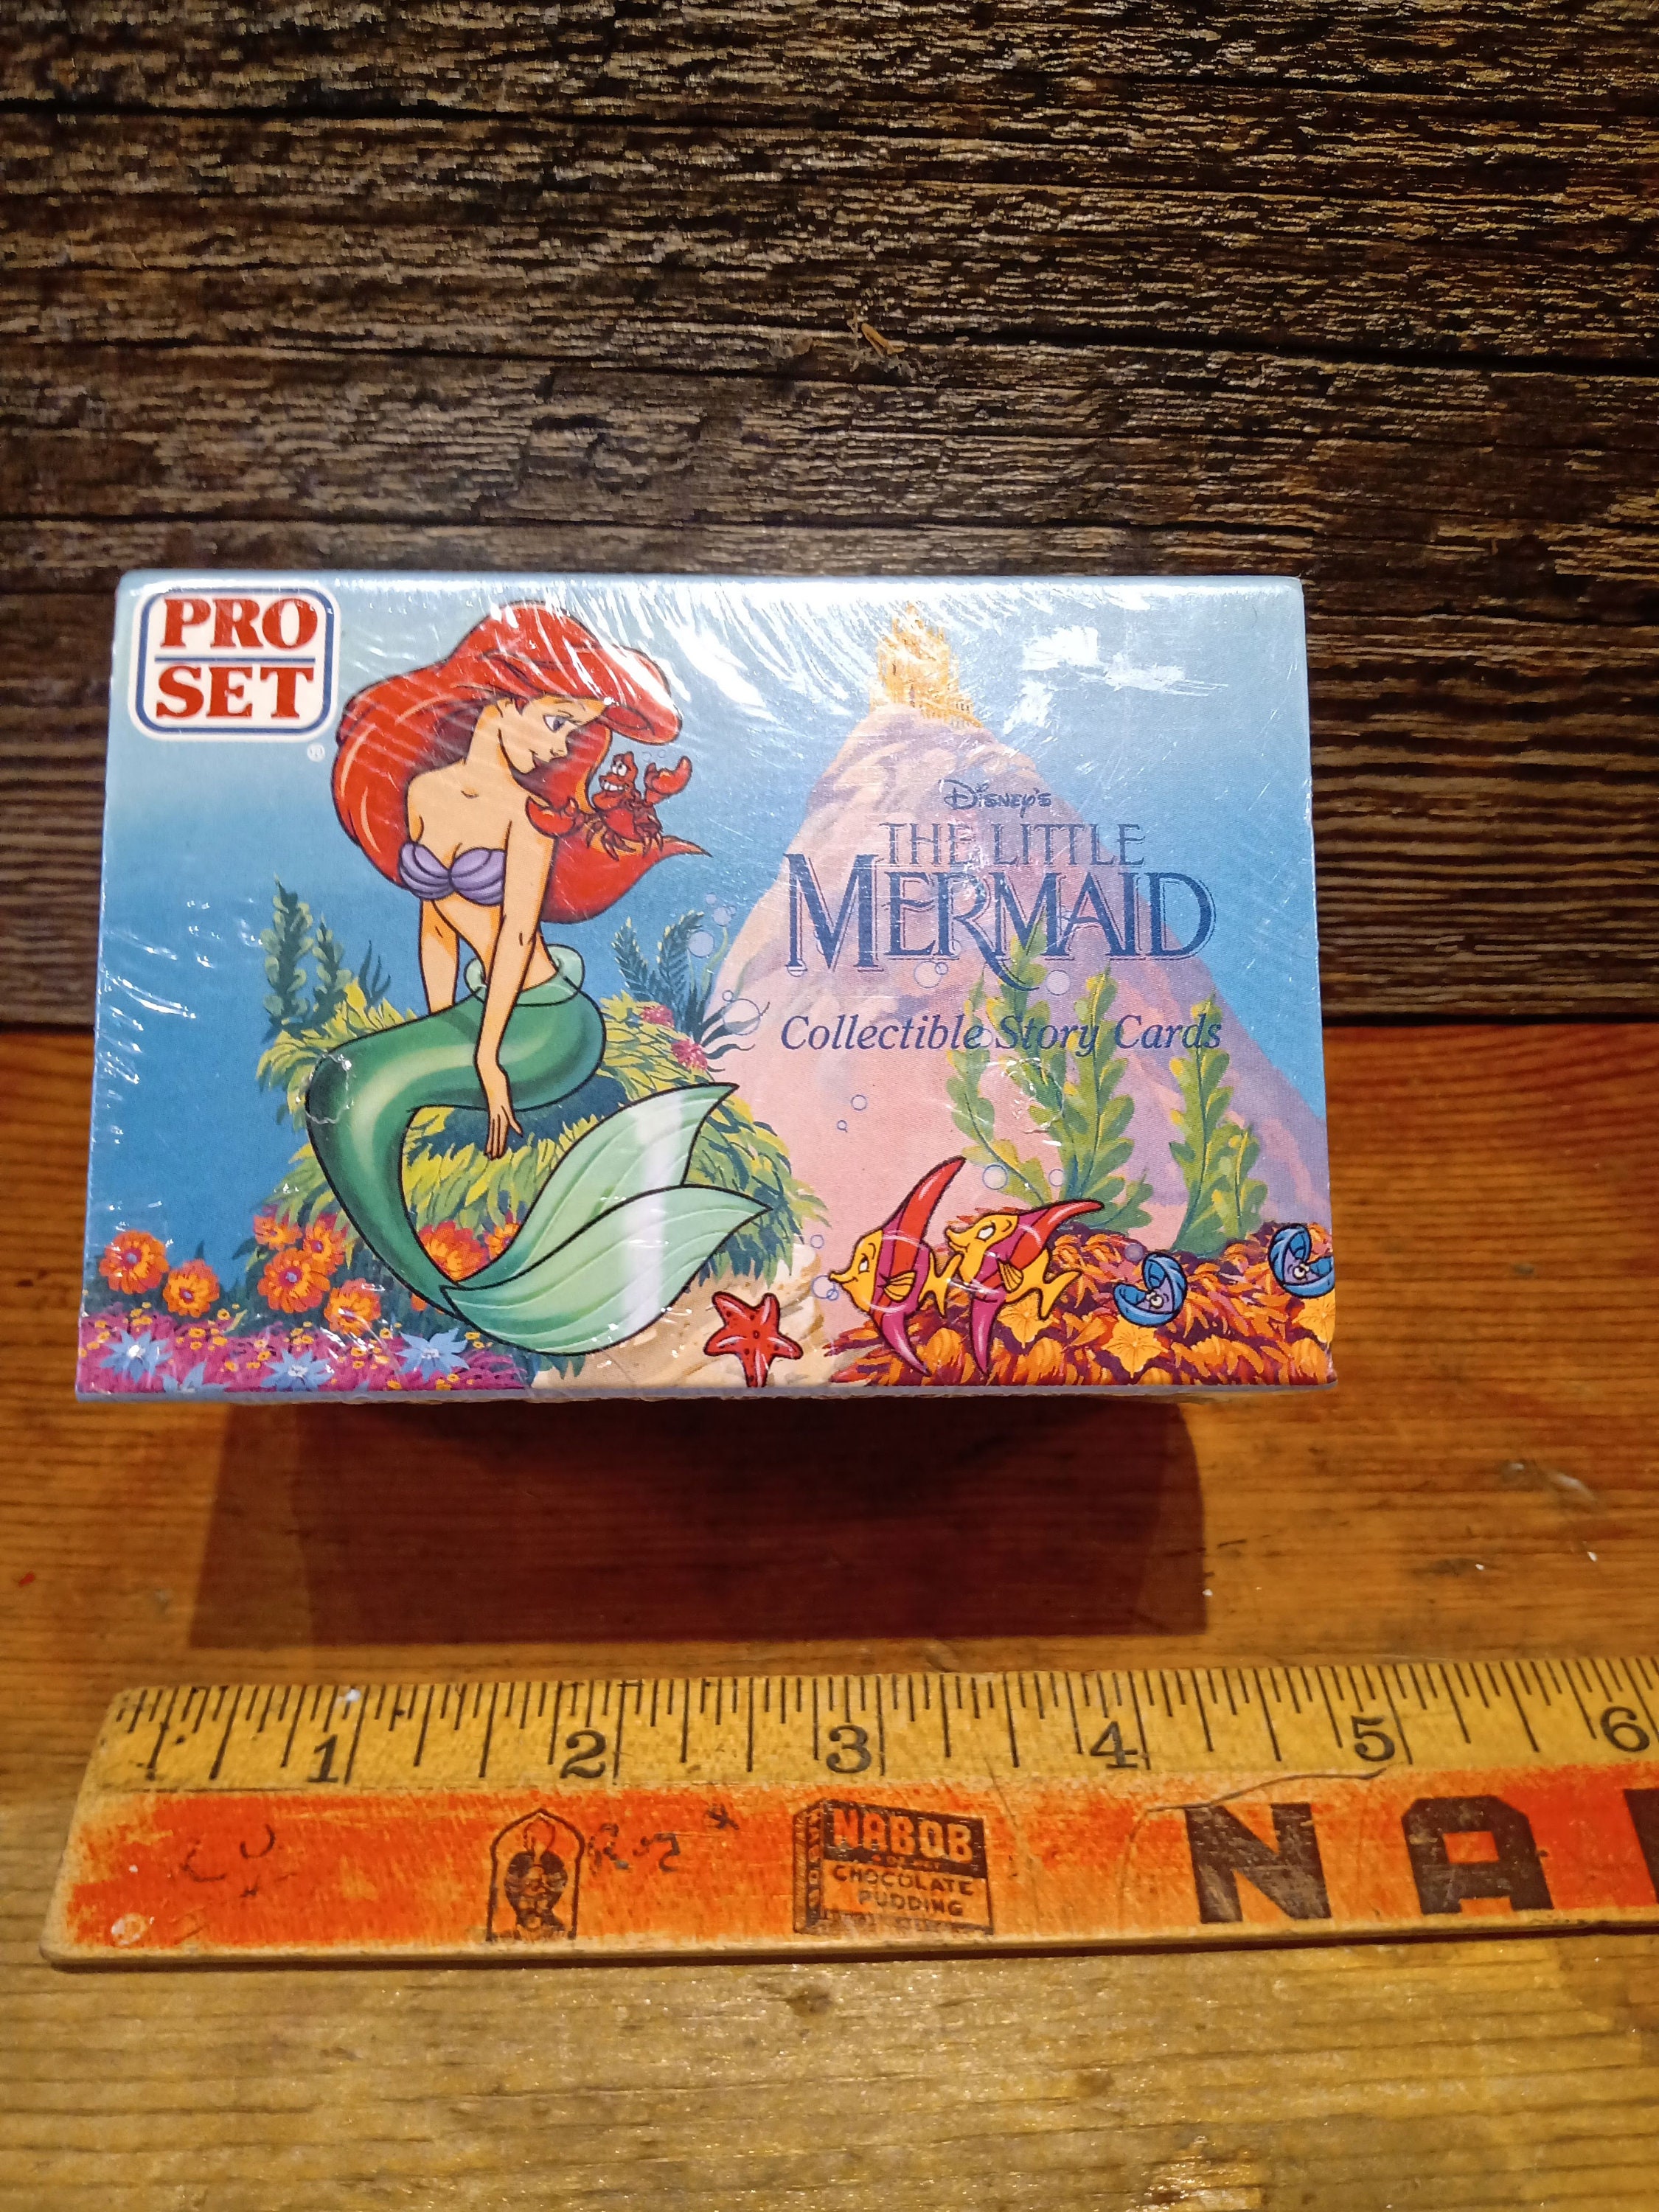 PRO
SET
®
DISNEY'S
THE LITTLE
MERMAID
Collectible Story Cards
1 2 3 4 5 6
NABOB
CHOCOLATE
PUDDING
NA